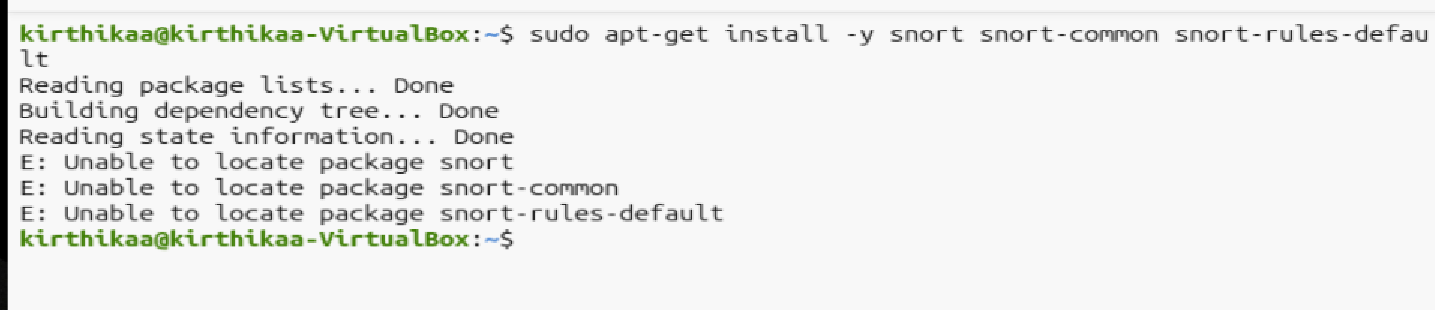 kirthikaa@kirthikaa-VirtualBox:~$ sudo apt-get install -y snort snort-common snort-rules-defau
lt
Reading package lists... Done
Building dependency tree... Done
Reading state information... Done
E: Unable to locate package snort
E: Unable to locate package snort-common
E: Unable to locate package snort-rules-default
kirthikaa@kirthikaa-VirtualBox:~$